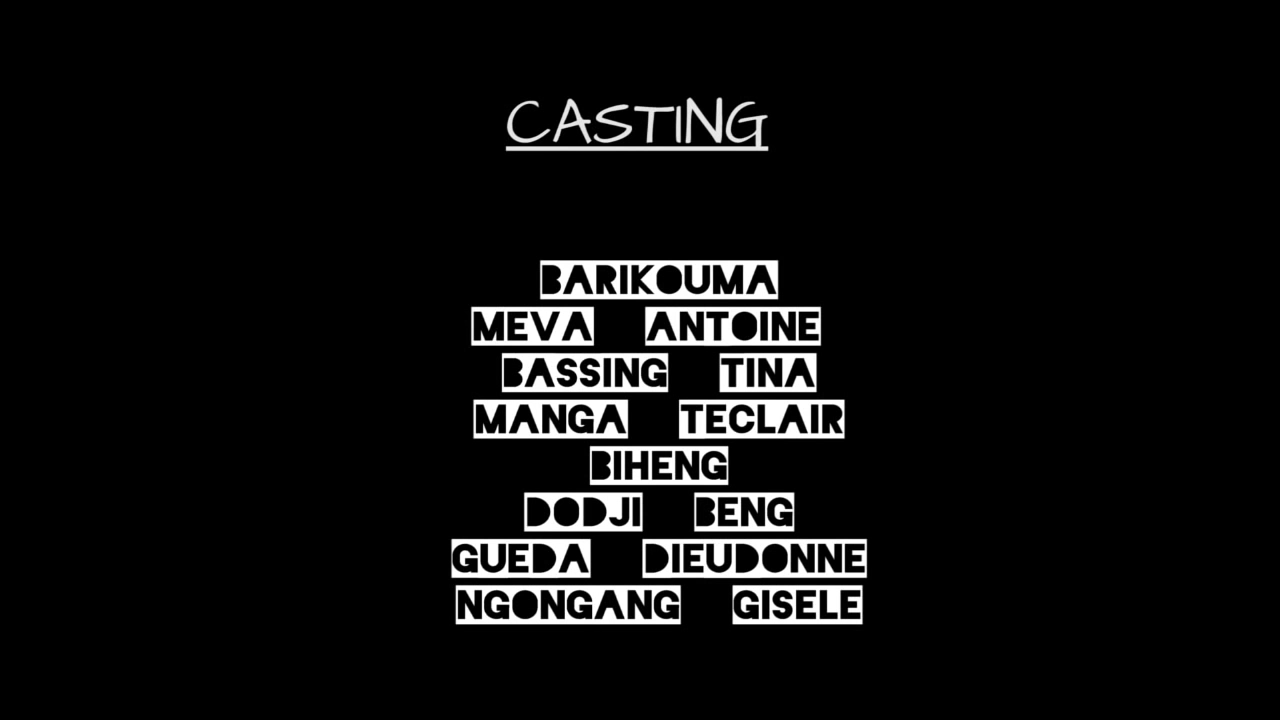 CASTING
BARIKOUMA
MEVA ANTOINE
BASSING TINA
MANGA TECLAIR
BIHENG
DODJI BENG
GUEDA DIEUDONNE
NGONGANG GISELE